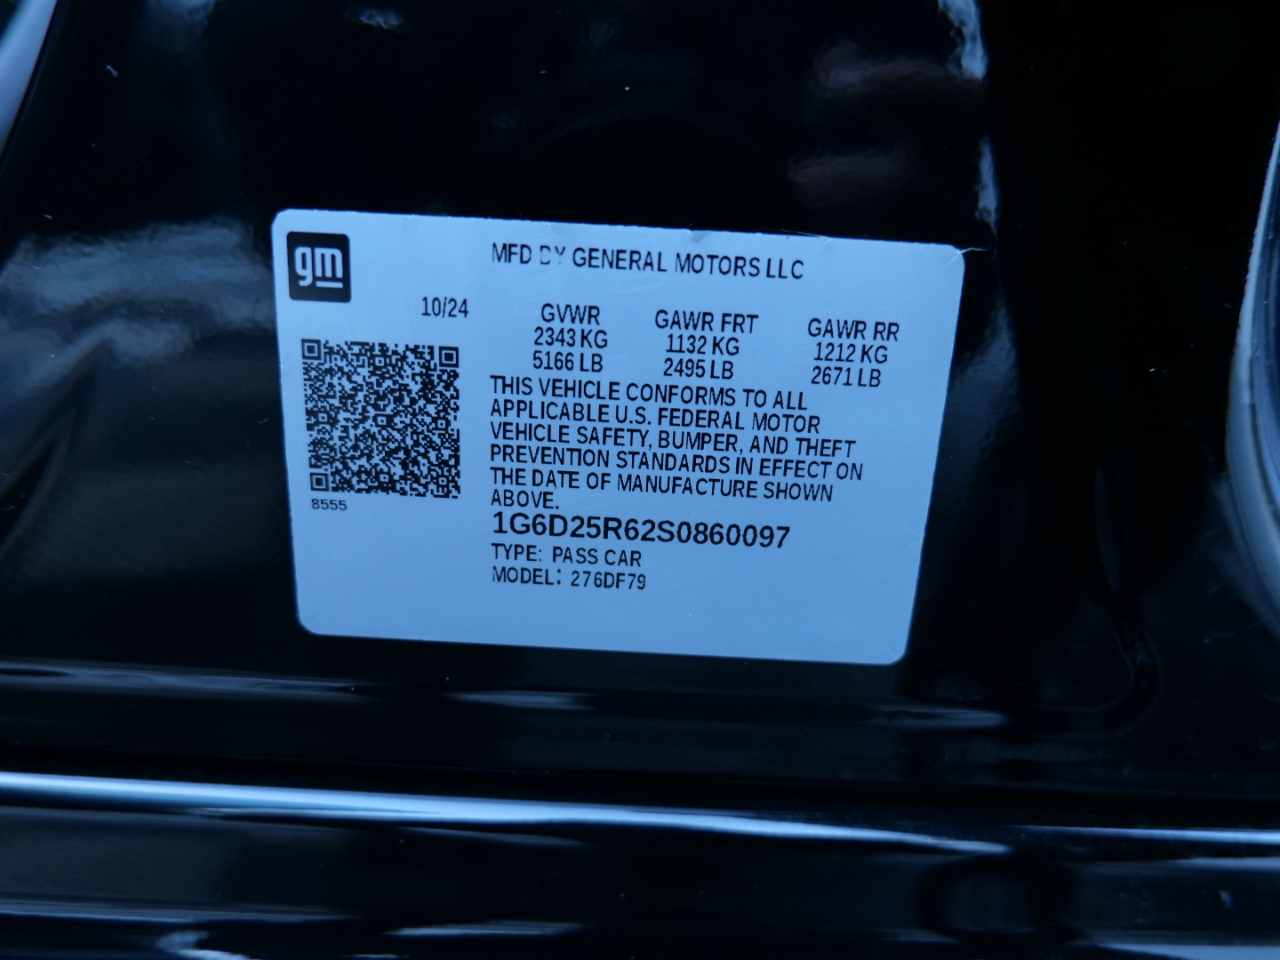 gm
MFD BY GENERAL MOTORS LLC
10/24
GVWR GAWR FRT GAWR RR
2343 KG 1132 KG 1212 KG
5166 LB 2495 LB 2671 LB
THIS VEHICLE CONFORMS TO ALL
APPLICABLE U.S. FEDERAL MOTOR
VEHICLE SAFETY, BUMPER, AND THEFT
PREVENTION STANDARDS IN EFFECT ON
THE DATE OF MANUFACTURE SHOWN
ABOVE.
8555
1G6D25R62S0860097
TYPE: PASS CAR
MODEL: 276DF79